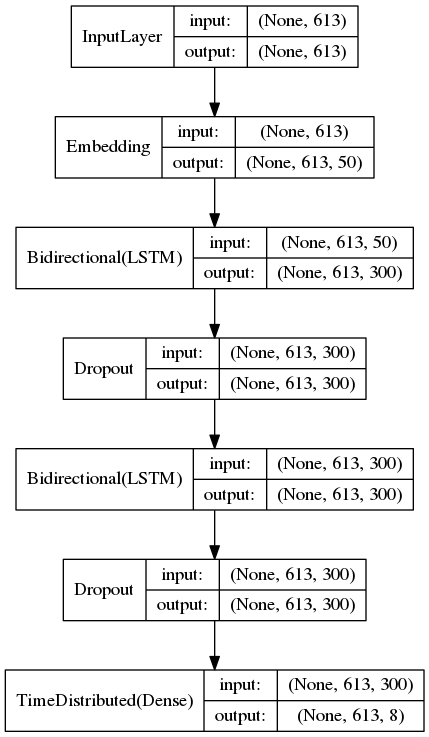 InputLayer
input: (None, 613)
output: (None, 613)
Embedding
input: (None, 613)
output: (None, 613, 50)
Bidirectional(LSTM)
input: (None, 613, 50)
output: (None, 613, 300)
Dropout
input: (None, 613, 300)
output: (None, 613, 300)
Bidirectional(LSTM)
input: (None, 613, 300)
output: (None, 613, 300)
Dropout
input: (None, 613, 300)
output: (None, 613, 300)
TimeDistributed(Dense)
input: (None, 613, 300)
output: (None, 613, 8)